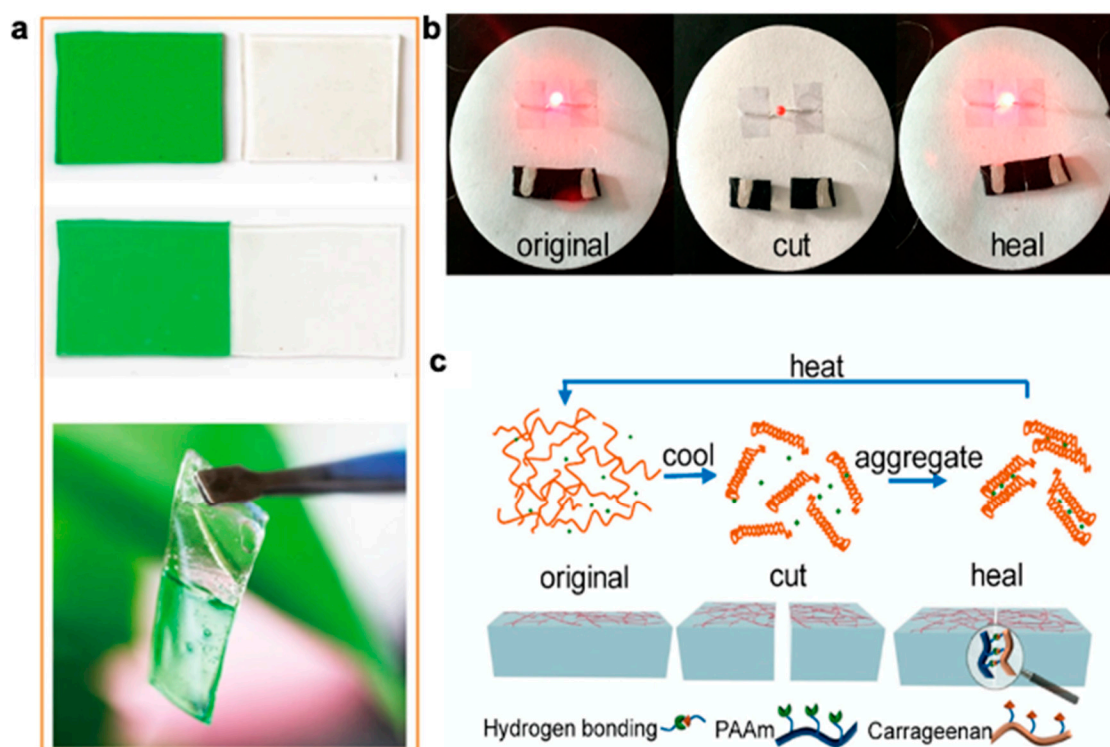 a
b
original
cut
heal
c
heat
cool
aggregate
original
cut
heal
Hydrogen bonding
PAAm
Carrageenan